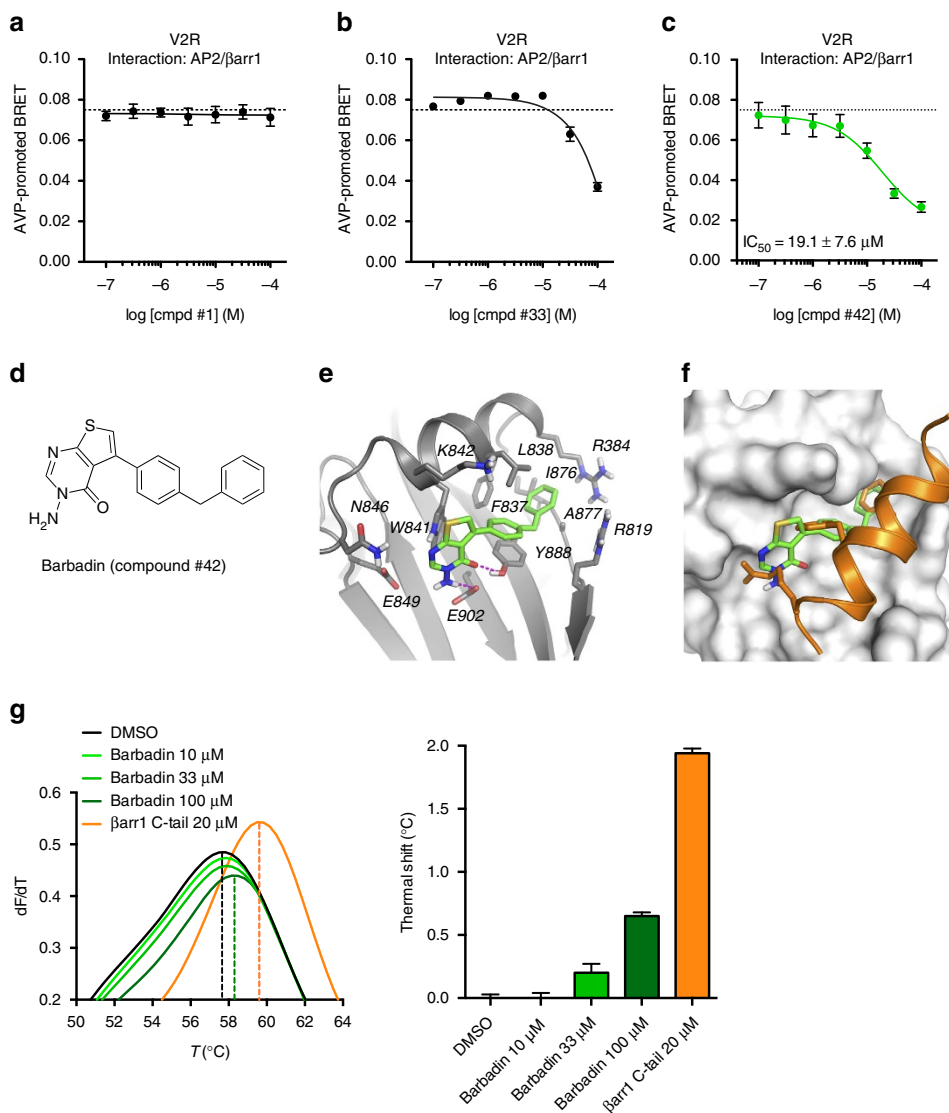 a
V2R
Interaction: AP2/βarr1
AVP-promoted BRET
0.10
0.08
0.06
0.04
0.02
0.00
–7 –6 –5 –4
log [cmpd #1] (M)
b
V2R
Interaction: AP2/βarr1
AVP-promoted BRET
0.10
0.08
0.06
0.04
0.02
0.00
–7 –6 –5 –4
log [cmpd #33] (M)
c
V2R
Interaction: AP2/βarr1
AVP-promoted BRET
0.10
0.08
0.06
0.04
0.02
0.00
IC50 = 19.1 ± 7.6 μM
–7 –6 –5 –4
log [cmpd #42] (M)
d
S
N
N
O
H2N
Barbadin (compound #42)
e
K842
L838
R384
I876
N846
F837
W841
A877
R819
Y888
E849
E902
f
g
DMSO
Barbadin 10 μM
Barbadin 33 μM
Barbadin 100 μM
βarr1 C-tail 20 μM
dF/dT
0.6
0.5
0.4
0.3
0.2
50 52 54 56 58 60 62 64
T (°C)
Thermal shift (°C)
2.0
1.5
1.0
0.5
0.0
DMSO
Barbadin 10 μM
Barbadin 33 μM
Barbadin 100 μM
βarr1 C-tail 20 μM